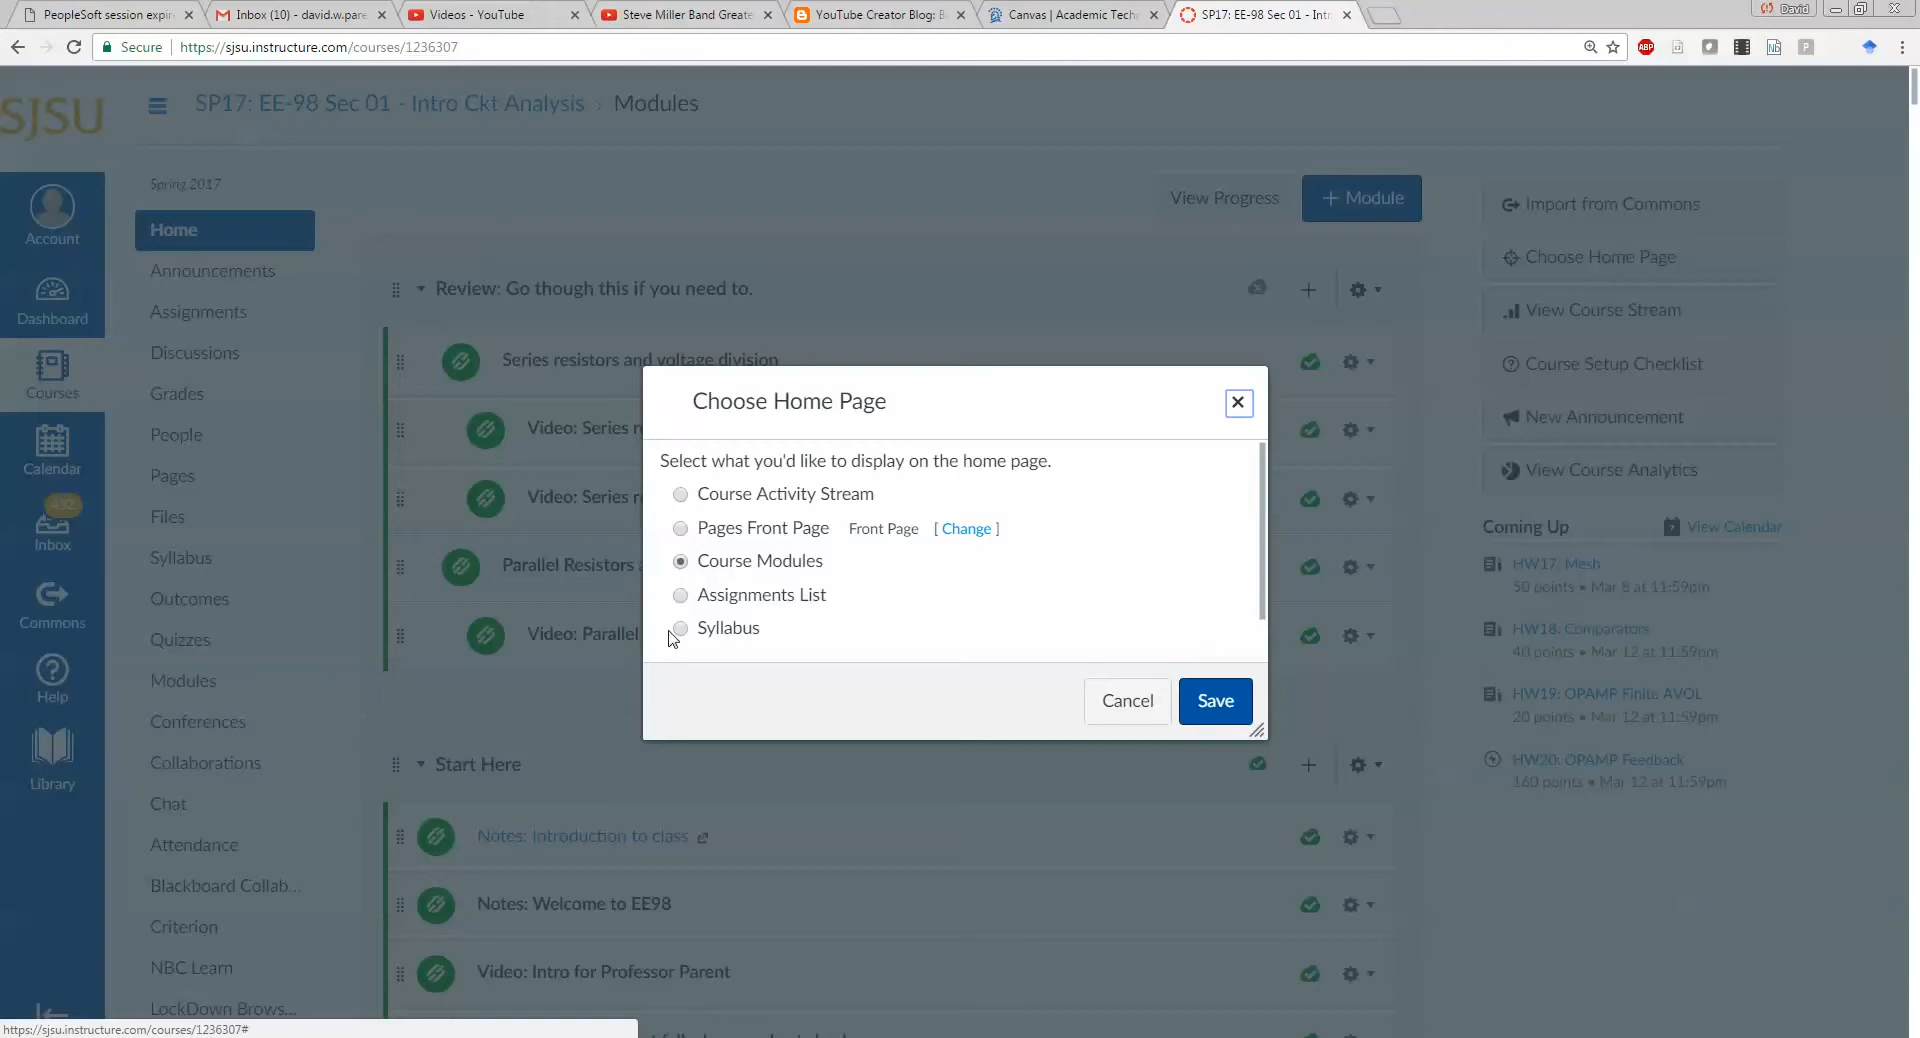 PeopleSoft session expir
Inbox (10) - david.w.pare
Videos - YouTube
Steve Miller Band Greate
YouTube Creator Blog: B
Canvas | Academic Tech
SP17: EE-98 Sec 01 - Intr
David
Secure
https://sjsu.instructure.com/courses/1236307
ABP
Nb
P
SJSU
SP17: EE-98 Sec 01 - Intro Ckt Analysis › Modules
Account
Dashboard
Courses
Calendar
432
Inbox
Commons
Help
Library
Spring 2017
Home
Announcements
Assignments
Discussions
Grades
People
Pages
Files
Syllabus
Outcomes
Quizzes
Modules
Conferences
Collaborations
Chat
Attendance
Blackboard Collab...
Criterion
NBC Learn
LockDown Brows...
View Progress
+ Module
Review: Go though this if you need to.
Series resistors and voltage division
Video: Series r
Video: Series r
Parallel Resistors
Video: Parallel
Start Here
Notes: Introduction to class
Notes: Welcome to EE98
Video: Intro for Professor Parent
Choose Home Page
Select what you'd like to display on the home page.
Course Activity Stream
Pages Front Page Front Page [ Change ]
Course Modules
Assignments List
Syllabus
Cancel
Save
Import from Commons
Choose Home Page
View Course Stream
Course Setup Checklist
New Announcement
View Course Analytics
Coming Up
View Calendar
HW17: Mesh
50 points • Mar 8 at 11:59pm
HW18: Comparators
40 points • Mar 12 at 11:59pm
HW19: OPAMP Finite AVOL
20 points • Mar 12 at 11:59pm
HW20: OPAMP Feedback
160 points • Mar 12 at 11:59pm
https://sjsu.instructure.com/courses/1236307#